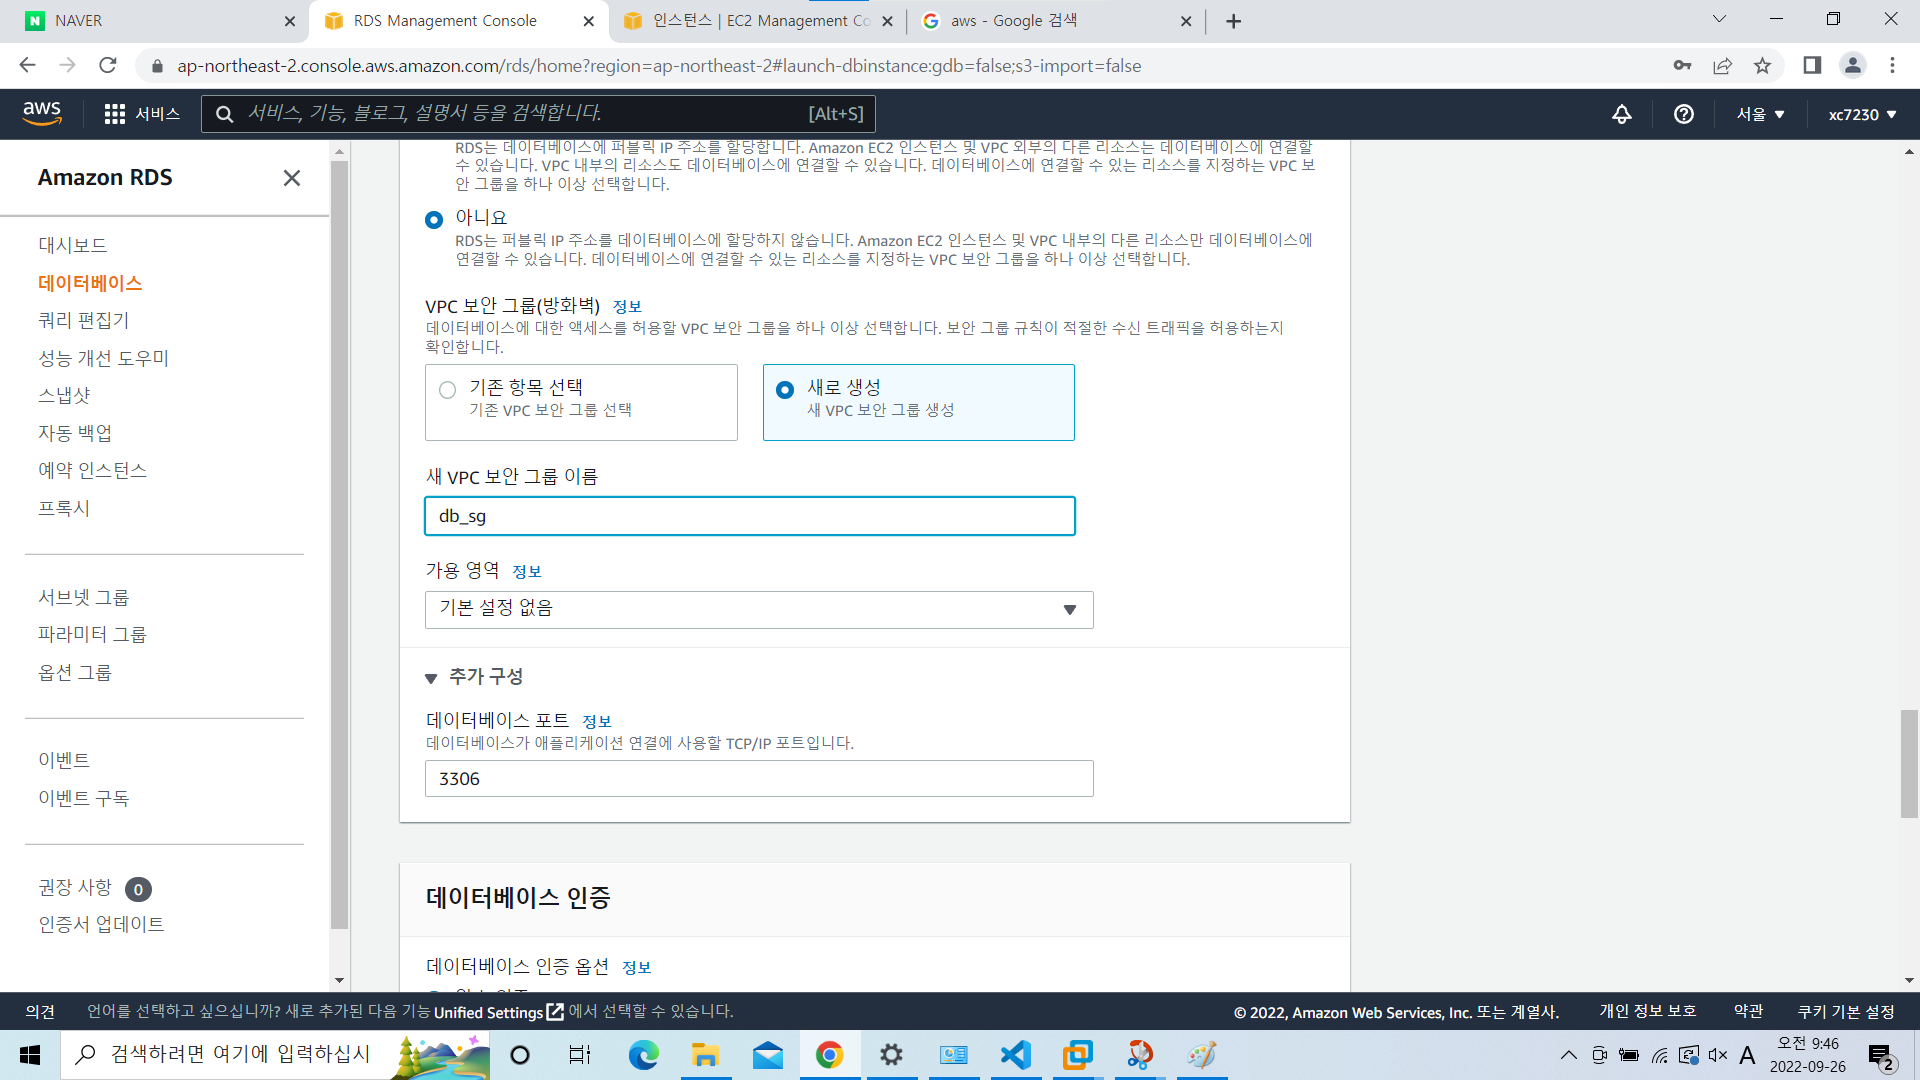 NAVER
RDS Management Console
인스턴스 | EC2 Management Co
aws - Google 검색
ap-northeast-2.console.aws.amazon.com/rds/home?region=ap-northeast-2#launch-dbinstance:gdb=false;s3-import=false
aws
서비스
서비스, 기능, 블로그, 설명서 등을 검색합니다.
[Alt+S]
서울
xc7230
Amazon RDS
대시보드
데이터베이스
쿼리 편집기
성능 개선 도우미
스냅샷
자동 백업
예약 인스턴스
프록시
서브넷 그룹
파라미터 그룹
옵션 그룹
이벤트
이벤트 구독
권장 사항 0
인증서 업데이트
RDS는 데이터베이스에 퍼블릭 IP 주소를 할당합니다. Amazon EC2 인스턴스 및 VPC 외부의 다른 리소스는 데이터베이스에 연결할
수 있습니다. VPC 내부의 리소스도 데이터베이스에 연결할 수 있습니다. 데이터베이스에 연결할 수 있는 리소스를 지정하는 VPC 보
안 그룹을 하나 이상 선택합니다.
아니요
RDS는 퍼블릭 IP 주소를 데이터베이스에 할당하지 않습니다. Amazon EC2 인스턴스 및 VPC 내부의 다른 리소스만 데이터베이스에
연결할 수 있습니다. 데이터베이스에 연결할 수 있는 리소스를 지정하는 VPC 보안 그룹을 하나 이상 선택합니다.
VPC 보안 그룹(방화벽) 정보
데이터베이스에 대한 액세스를 허용할 VPC 보안 그룹을 하나 이상 선택합니다. 보안 그룹 규칙이 적절한 수신 트래픽을 허용하는지
확인합니다.
기존 항목 선택
기존 VPC 보안 그룹 선택
새로 생성
새 VPC 보안 그룹 생성
새 VPC 보안 그룹 이름
db_sg
가용 영역 정보
기본 설정 없음
추가 구성
데이터베이스 포트 정보
데이터베이스가 애플리케이션 연결에 사용할 TCP/IP 포트입니다.
3306
데이터베이스 인증
데이터베이스 인증 옵션 정보
의견
언어를 선택하고 싶으십니까? 새로 추가된 다음 기능 Unified Settings 에서 선택할 수 있습니다.
© 2022, Amazon Web Services, Inc. 또는 계열사.
개인 정보 보호
약관
쿠키 기본 설정
검색하려면 여기에 입력하십시
A
오전 9:46
2022-09-26
2